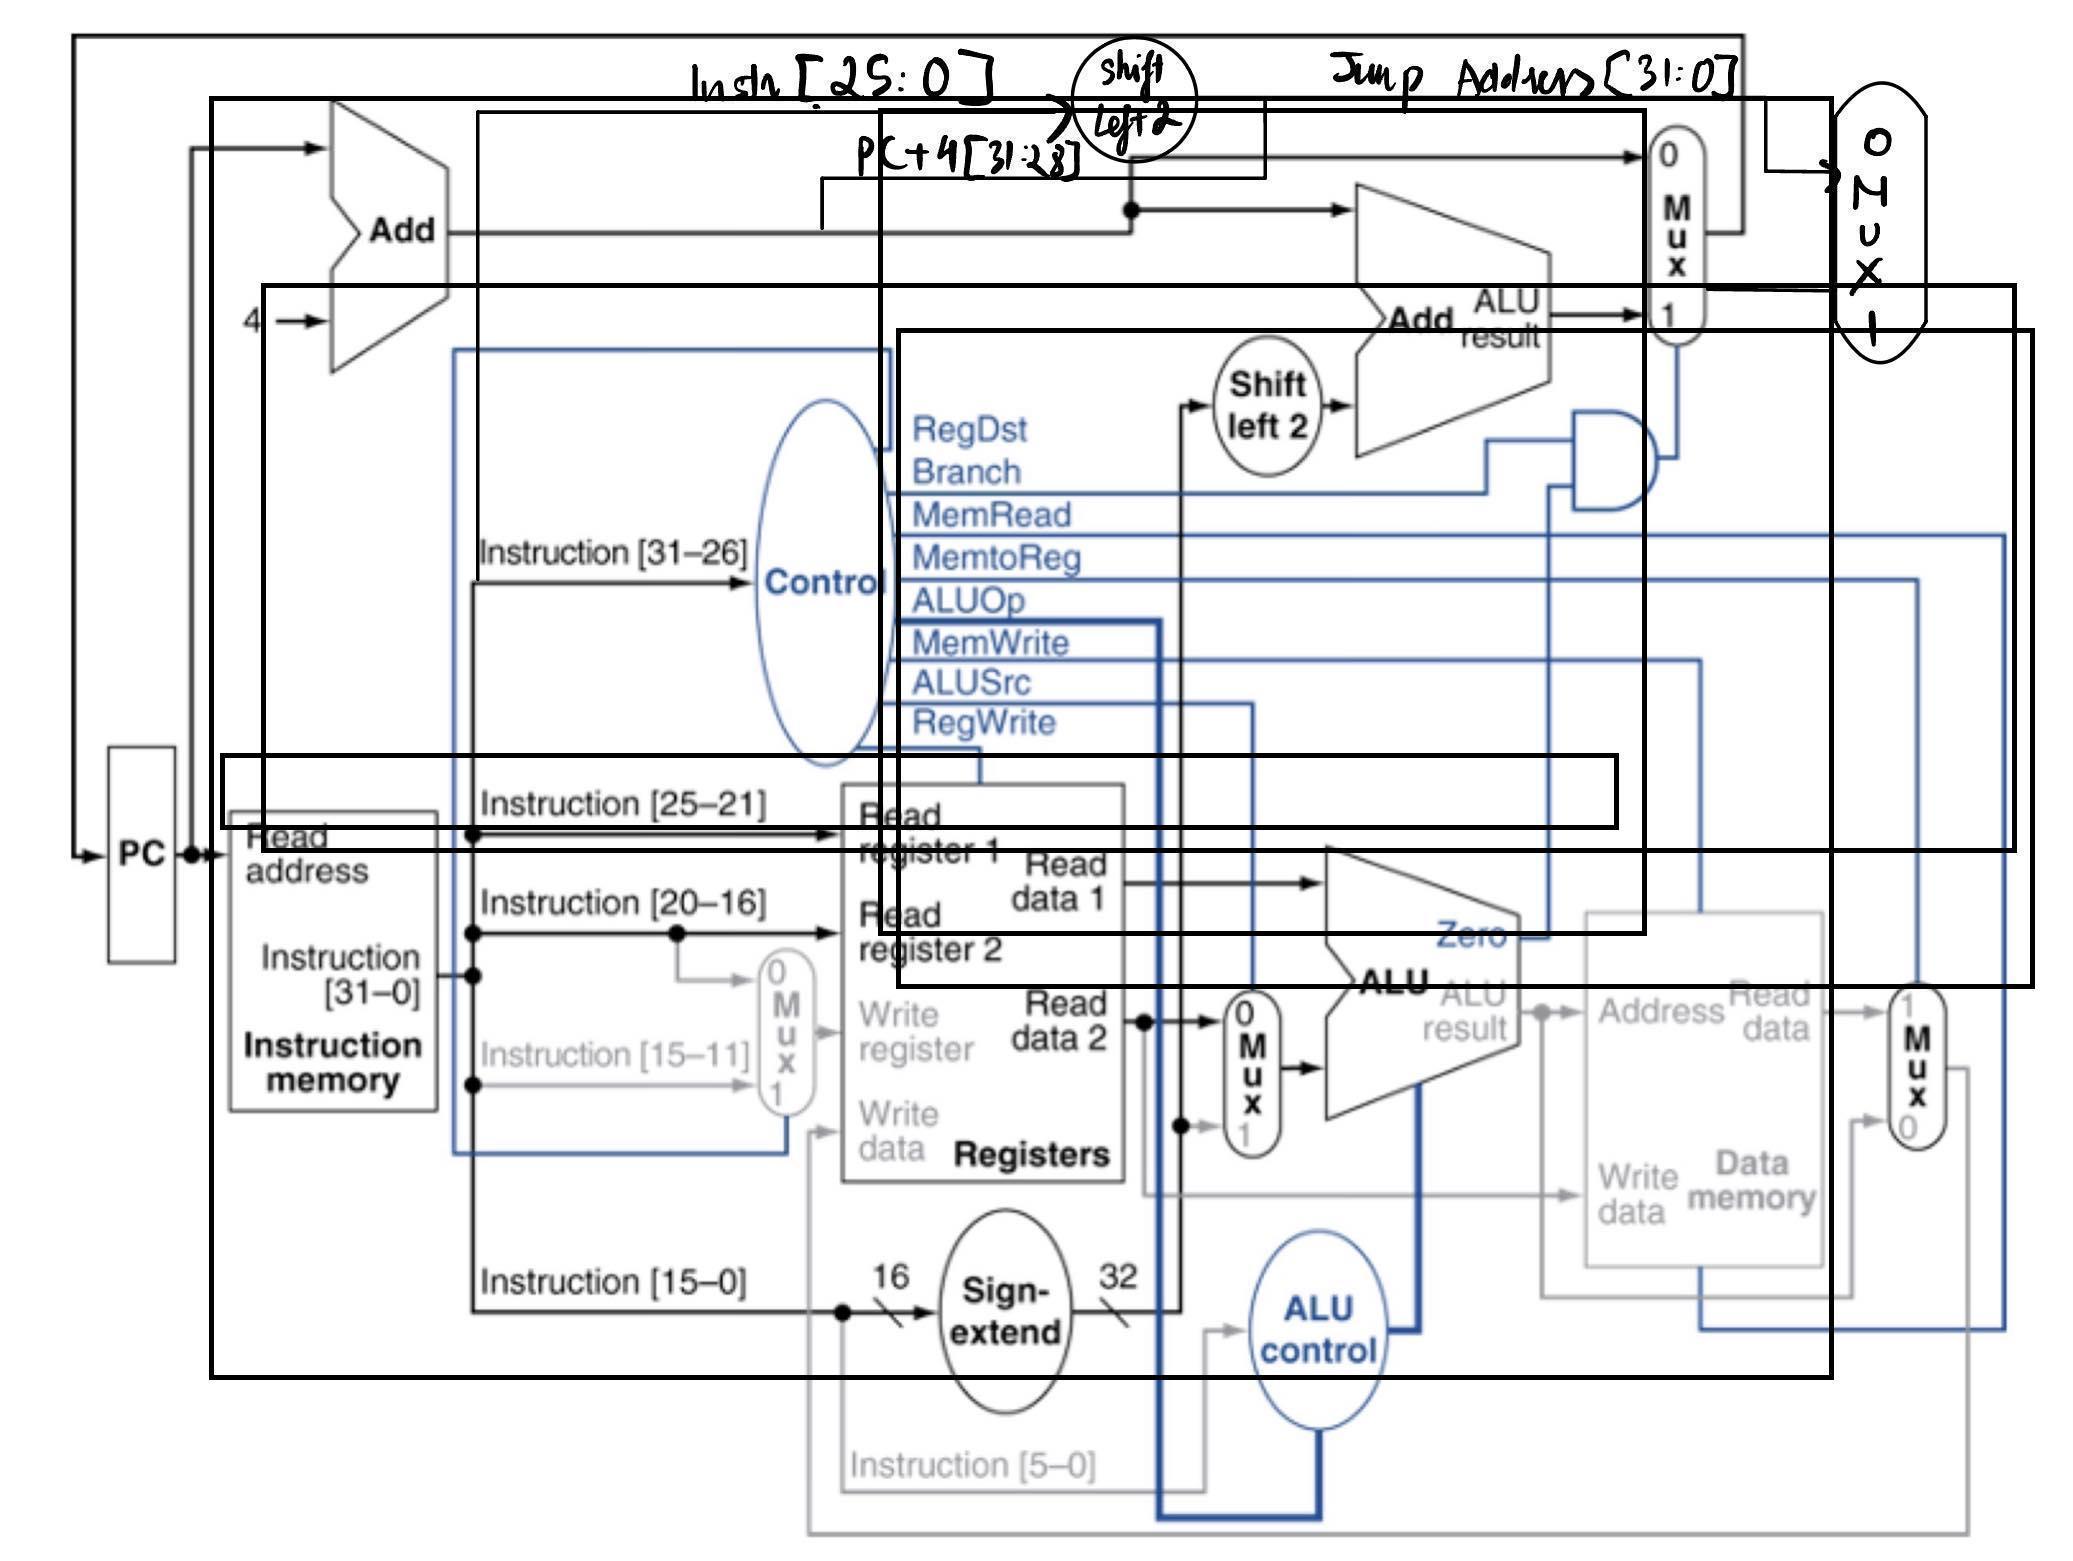 Instr [25:0]
Shift
left 2
Jump Address [31:0]
PC+4[31:28]
0
M
u
x
1
0
M
u
x
1
Add
4
Add
ALU
result
Shift
left 2
RegDst
Branch
MemRead
MemtoReg
ALUOp
MemWrite
ALUSrc
RegWrite
Instruction [31–26]
Control
Instruction [25–21]
Instruction [20–16]
Instruction [15–11]
Instruction [15–0]
Instruction [5–0]
PC
Read
address
Instruction
[31–0]
Instruction
memory
0
M
u
x
1
Read
register 1
Read
register 2
Write
register
Write
data
Read
data 1
Read
data 2
Registers
0
M
u
x
1
Zero
ALU
ALU
result
Address
Read
data
Write
data
Data
memory
1
M
u
x
0
16
Sign-
extend
32
ALU
control